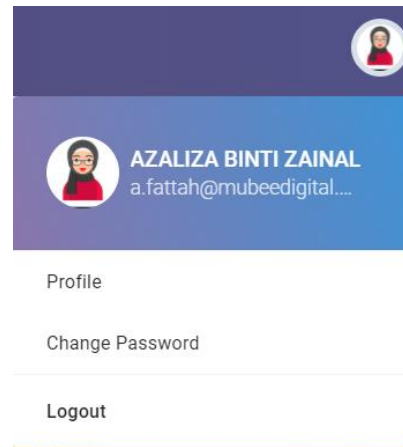 AZALIZA BINTI ZAINAL
a.fattah@mubeedigital....
Profile
Change Password
Logout